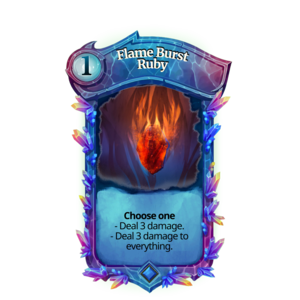 1
Flame Burst
Ruby
Choose one
- Deal 3 damage.
- Deal 3 damage to
everything.